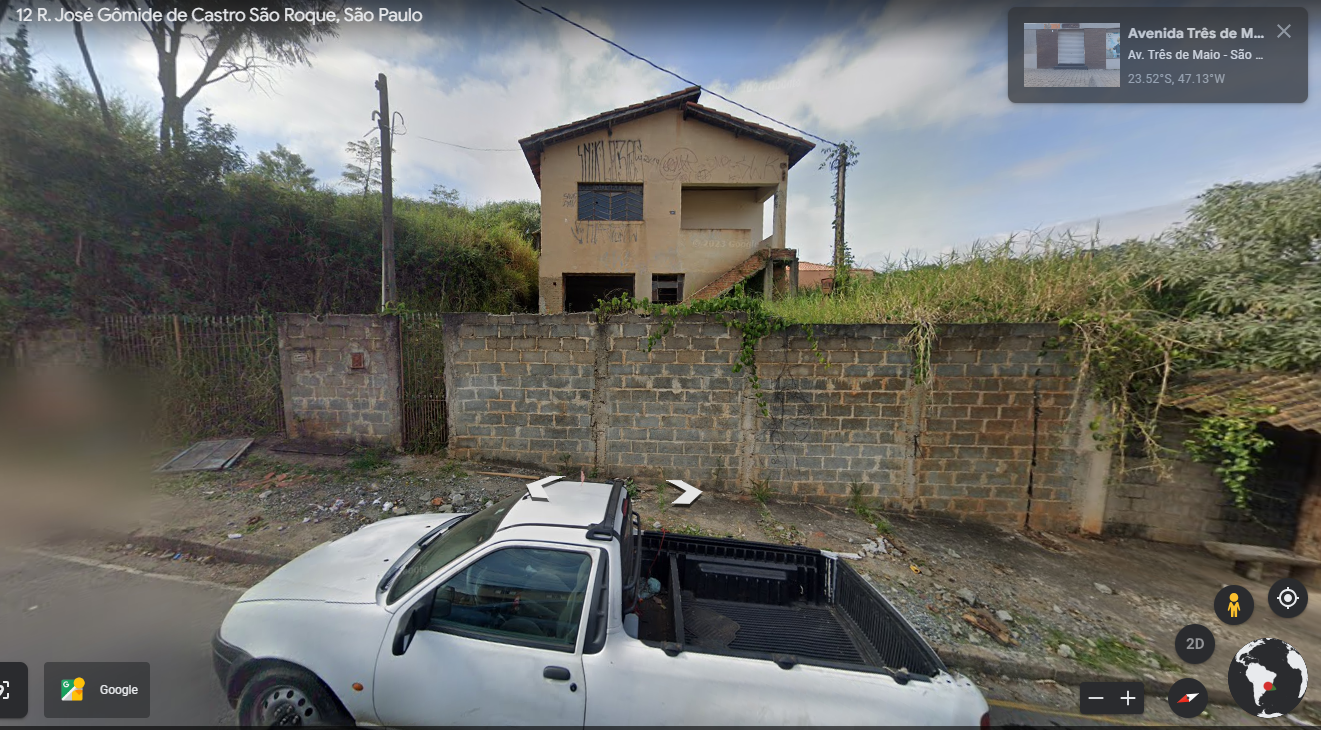 12 R. José Gômide de Castro São Roque, São Paulo
Avenida Três de M...
Av. Três de Maio - São ...
23.52°S, 47.13°W
2D
Google